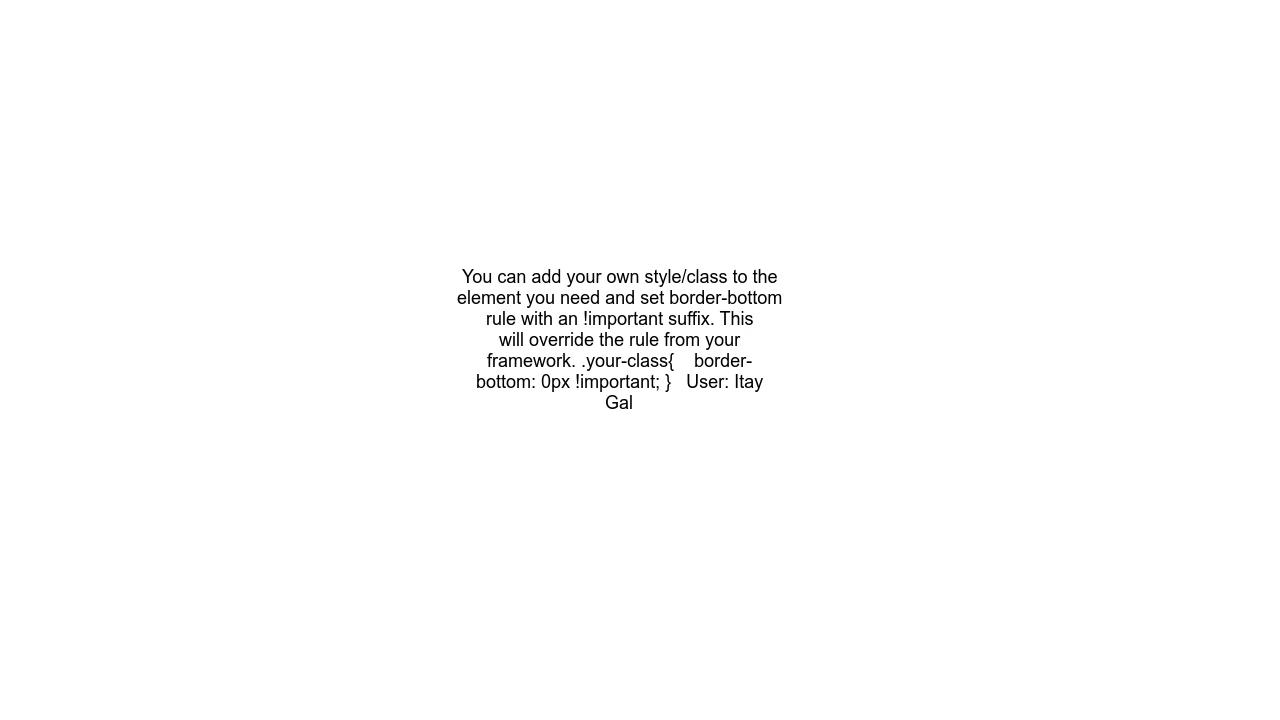 You can add your own style/class to the
element you need and set border-bottom
rule with an !important suffix. This
will override the rule from your
framework. .your-class{    border-
bottom: 0px !important; }   User: Itay
Gal